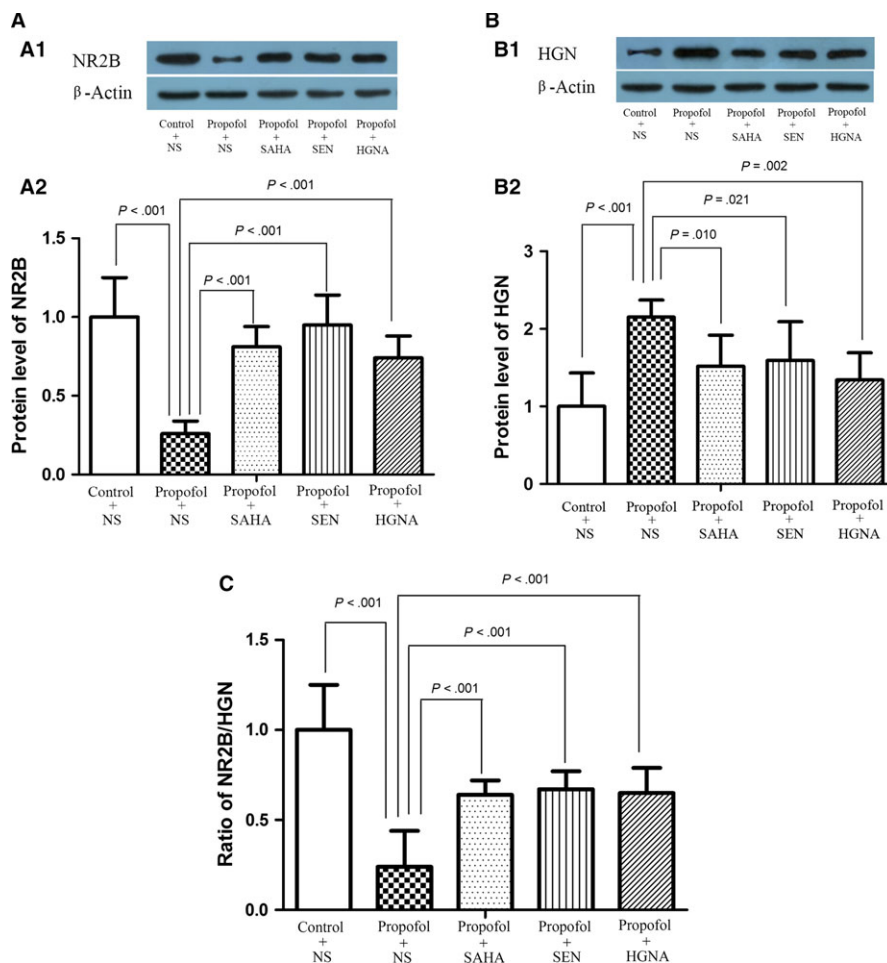 A
A1
NR2B
β-Actin
Control
+
NS
Propofol
+
NS
Propofol
+
SAHA
Propofol
+
SEN
Propofol
+
HGNA
B
B1
HGN
β-Actin
Control
+
NS
Propofol
+
NS
Propofol
+
SAHA
Propofol
+
SEN
Propofol
+
HGNA
A2
P < .001
P < .001
P < .001
P < .001
Protein level of NR2B
1.5
1.0
0.5
0.0
Control
+
NS
Propofol
+
NS
Propofol
+
SAHA
Propofol
+
SEN
Propofol
+
HGNA
B2
P = .002
P < .001
P = .021
P = .010
Protein level of HGN
3
2
1
0
Control
+
NS
Propofol
+
NS
Propofol
+
SAHA
Propofol
+
SEN
Propofol
+
HGNA
C
P < .001
P < .001
P < .001
P < .001
Ratio of NR2B/HGN
1.5
1.0
0.5
0.0
Control
+
NS
Propofol
+
NS
Propofol
+
SAHA
Propofol
+
SEN
Propofol
+
HGNA